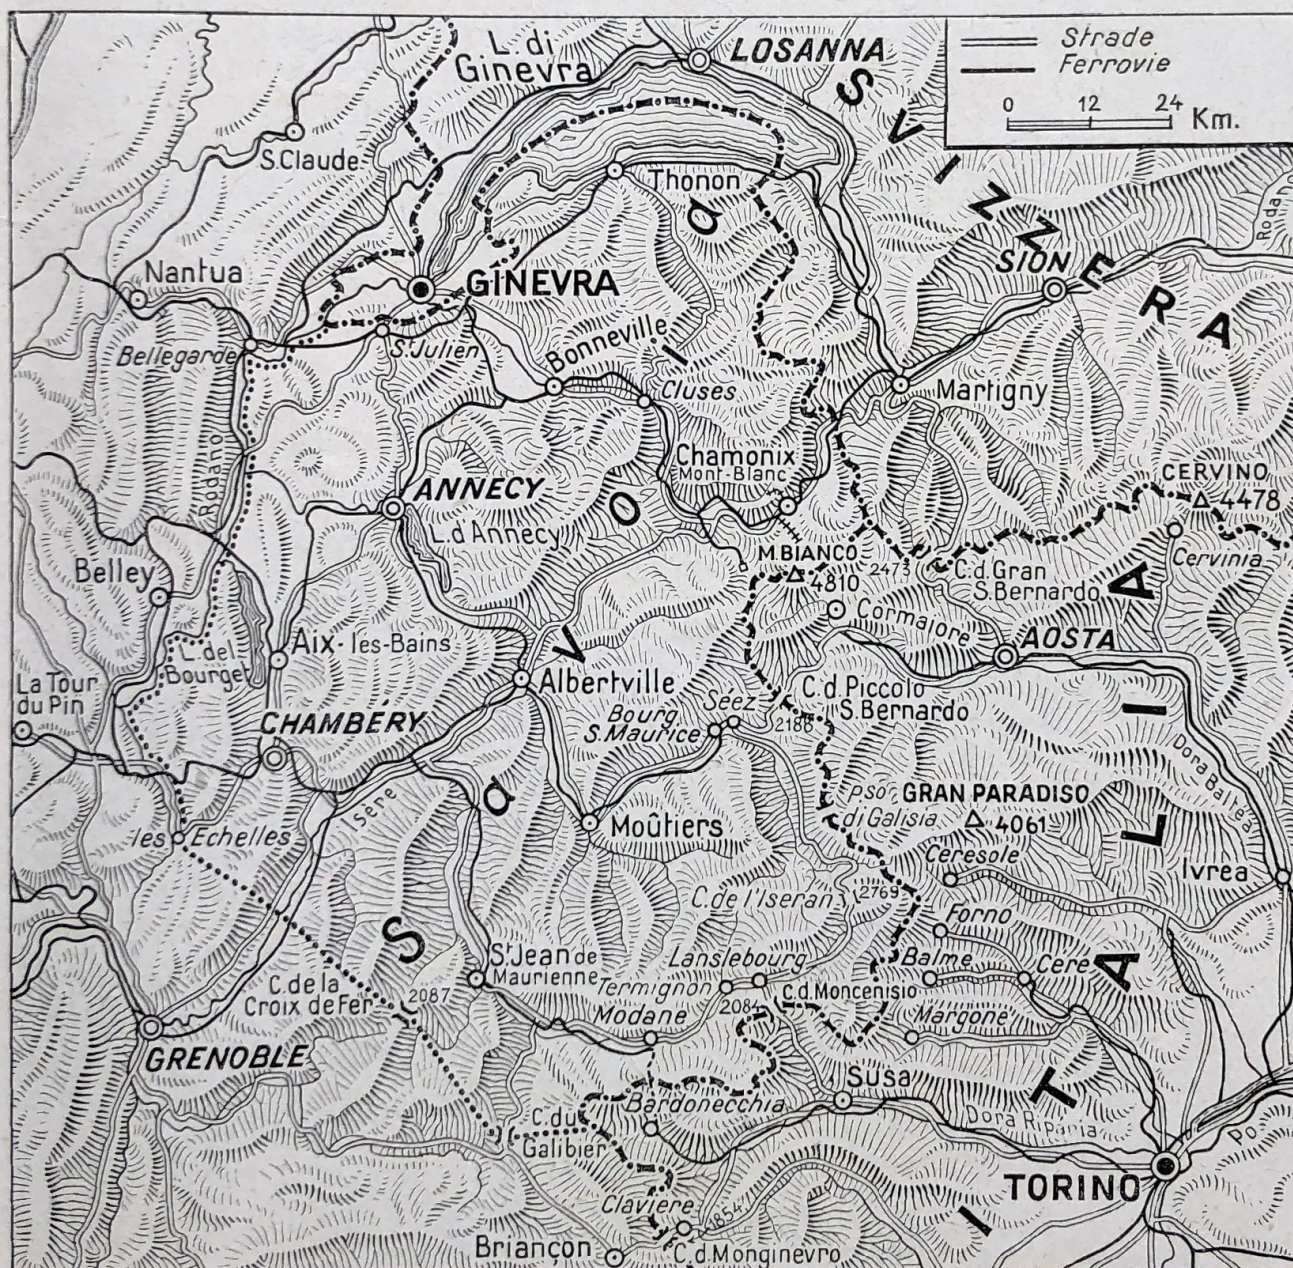 Strade
Ferrovie
0 12 24 Km.
L. di
Ginevra
LOSANNA
SVIZZERA
S. Claude
Thonon
Rodan
Nantua
GINEVRA
SION
Bellegarde
S. Julien
Bonneville
Cluses
Martigny
Rodano
Chamonix
Mont-Blanc
CERVINO
4478
ANNECY
L. d'Annecy
M. BIANCO
4810
2473
C. d. Gran
S. Bernardo
Cervinia
Belley
Cormaiore
AOSTA
Aix-les-Bains
L. del
Bourget
La Tour
du Pin
Albertville
C. d. Piccolo
S. Bernardo
2188
CHAMBÉRY
Bourg
S. Maurice
Séez
Dora Baltea
Isère
Psor
di Galisia
GRAN PARADISO
4061
les Echelles
Moûtiers
Ceresole
Ivrea
C. de l'Iseran
2769
SavOia
Forno
St Jean de
Maurienne
Lanslebourg
Termignon
Balme
Cere
C. de la
Croix de Fer
2087
C. d. Moncenisio
2084
Modane
Margone
GRENOBLE
Susa
ITALIA
Bardonecchia
Dora Riparia
C. du
Galibier
Po
TORINO
Claviere
1854
Briançon
C. d. Monginevro